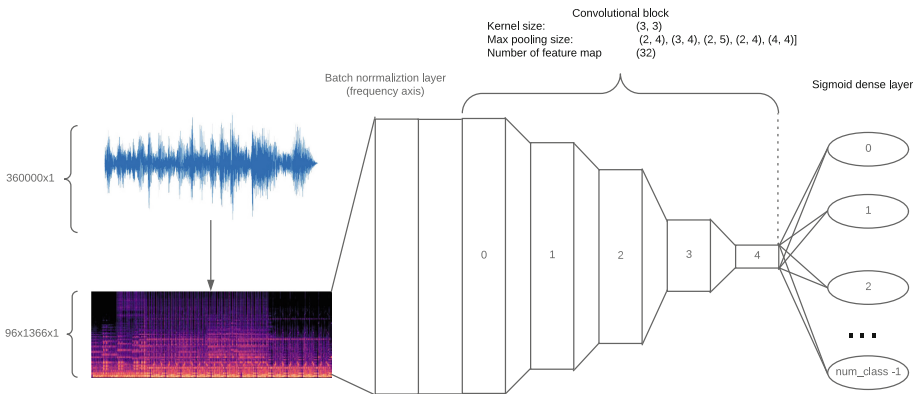 Convolutional block
Kernel size: (3, 3)
Max pooling size: (2, 4), (3, 4), (2, 5), (2, 4), (4, 4)]
Number of feature map (32)
Batch norrmaliztion layer
(frequency axis)
Sigmoid dense layer
360000x1
96x1366x1
0
1
2
3
4
0
1
2
...
num_class -1